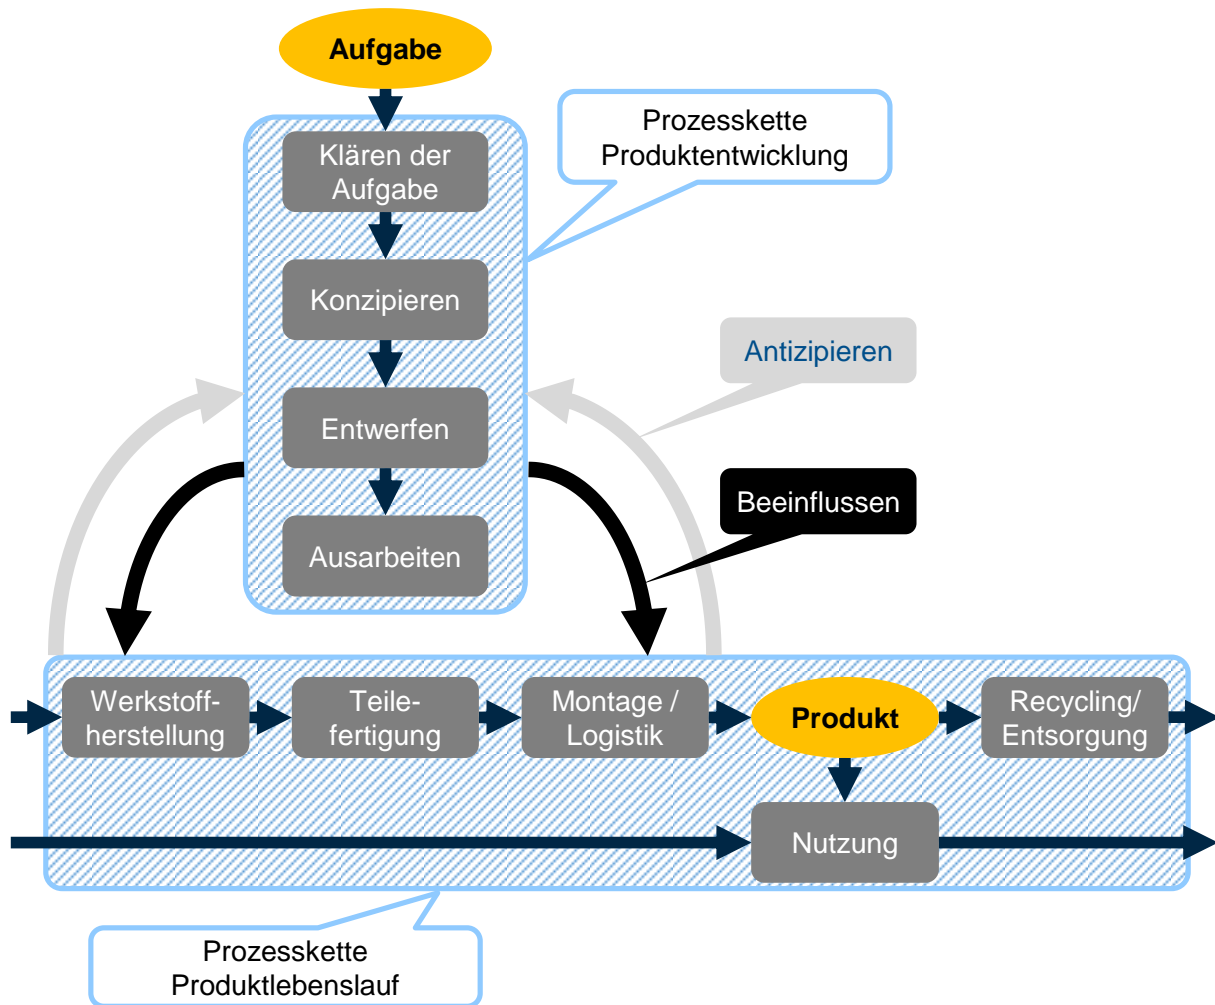 Aufgabe
Prozesskette
Produktentwicklung
Klären der
Aufgabe
Konzipieren
Antizipieren
Entwerfen
Beeinflussen
Ausarbeiten
Werkstoff-
herstellung
Teile-
fertigung
Montage /
Logistik
Produkt
Recycling/
Entsorgung
Nutzung
Prozesskette
Produktlebenslauf